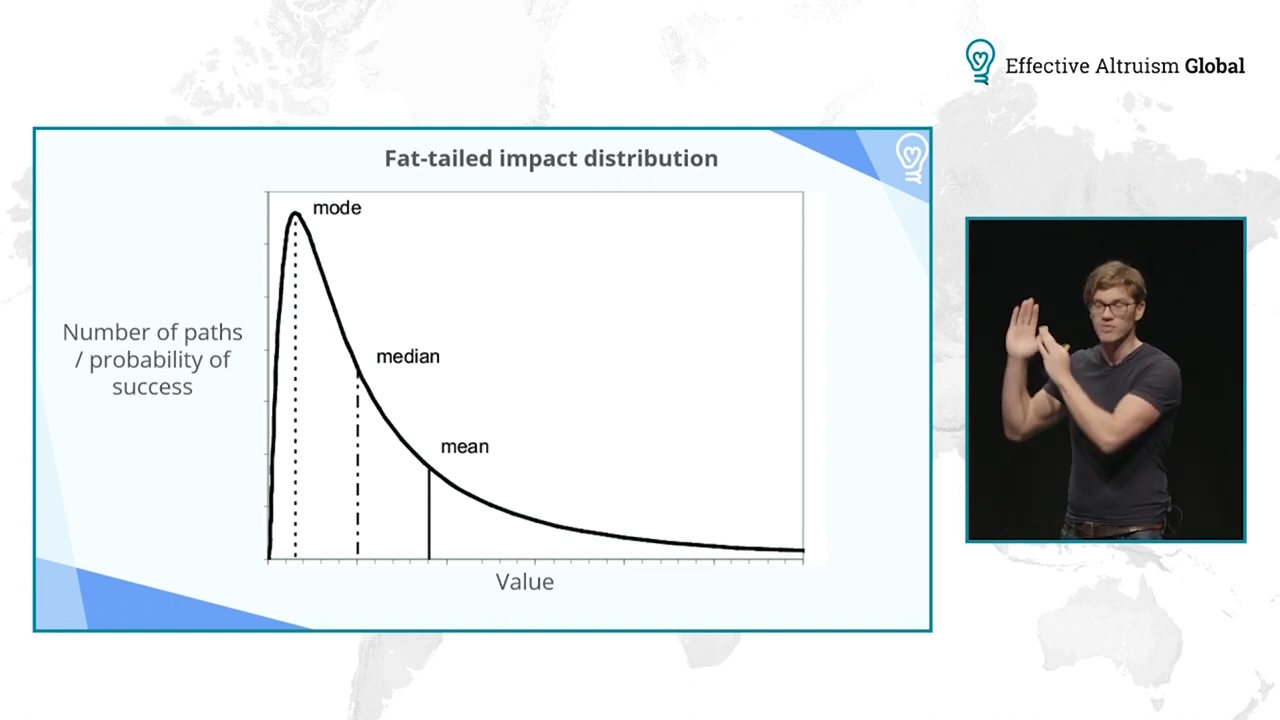 Effective Altruism Global
Fat-tailed impact distribution
mode
median
mean
Number of paths
/ probability of
success
Value